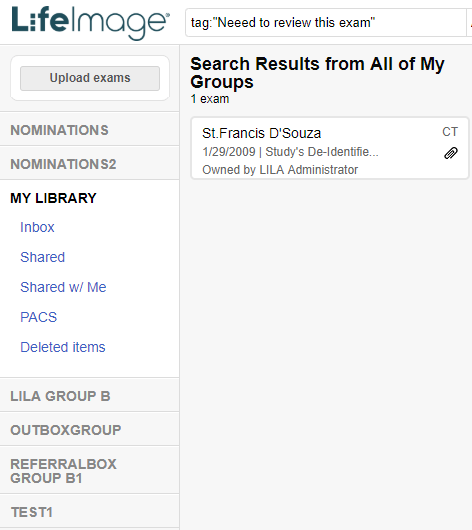 LifeImage®
tag:"Neeed to review this exam"
Upload exams
NOMINATIONS
NOMINATIONS2
MY LIBRARY
Inbox
Shared
Shared w/ Me
PACS
Deleted items
LILA GROUP B
OUTBOXGROUP
REFERRALBOX
GROUP B1
TEST1
Search Results from All of My
Groups
1 exam
St.Francis D'Souza CT
1/29/2009 | Study's De-Identifie...
Owned by LILA Administrator